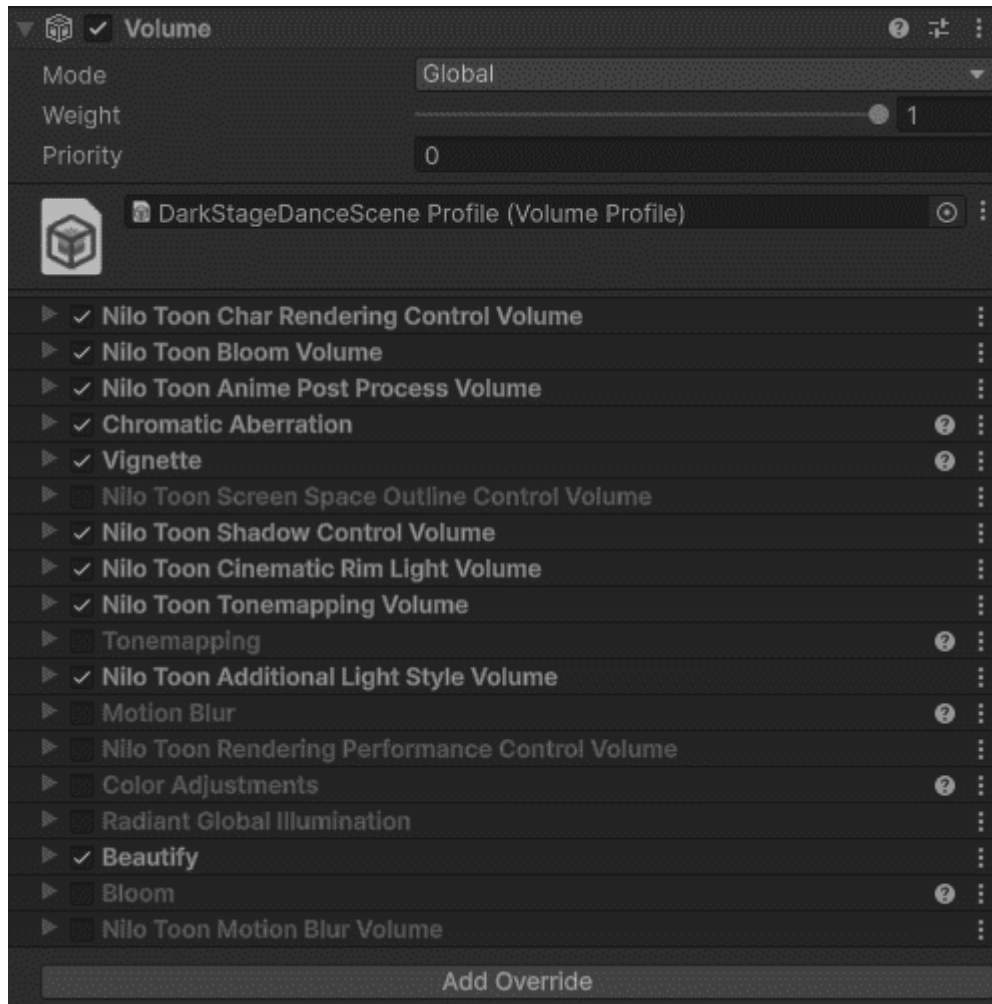 Volume
Mode Global
Weight 1
Priority 0
DarkStageDanceScene Profile (Volume Profile)
Nilo Toon Char Rendering Control Volume
Nilo Toon Bloom Volume
Nilo Toon Anime Post Process Volume
Chromatic Aberration
Vignette
Nilo Toon Screen Space Outline Control Volume
Nilo Toon Shadow Control Volume
Nilo Toon Cinematic Rim Light Volume
Nilo Toon Tonemapping Volume
Tonemapping
Nilo Toon Additional Light Style Volume
Motion Blur
Nilo Toon Rendering Performance Control Volume
Color Adjustments
Radiant Global Illumination
Beautify
Bloom
Nilo Toon Motion Blur Volume
Add Override